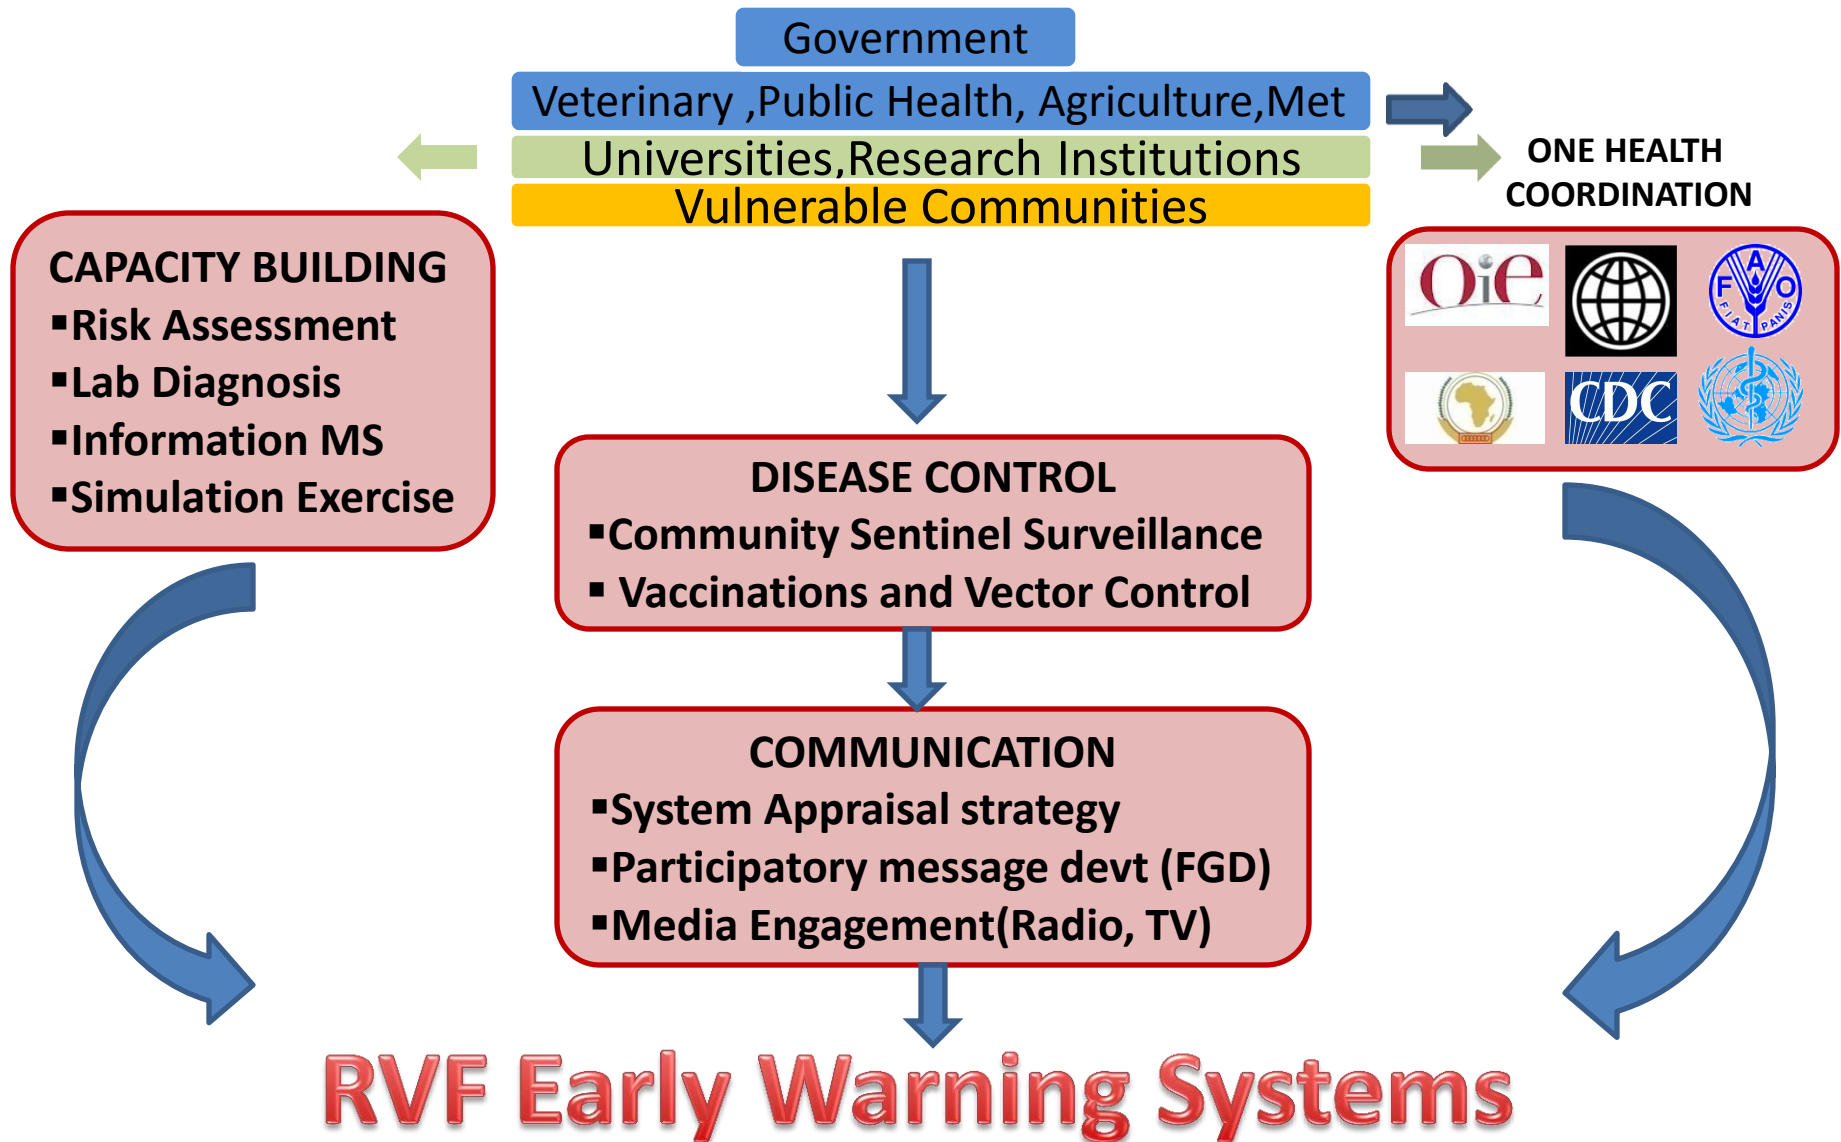 Government
Veterinary ,Public Health, Agriculture,Met
Universities,Research Institutions
Vulnerable Communities
ONE HEALTH
COORDINATION
CAPACITY BUILDING
▪Risk Assessment
▪Lab Diagnosis
▪Information MS
▪Simulation Exercise
OiE
FAO
FIAT PANIS
CDC
DISEASE CONTROL
▪Community Sentinel Surveillance
▪ Vaccinations and Vector Control
COMMUNICATION
▪System Appraisal strategy
▪Participatory message devt (FGD)
▪Media Engagement(Radio, TV)
RVF Early Warning Systems